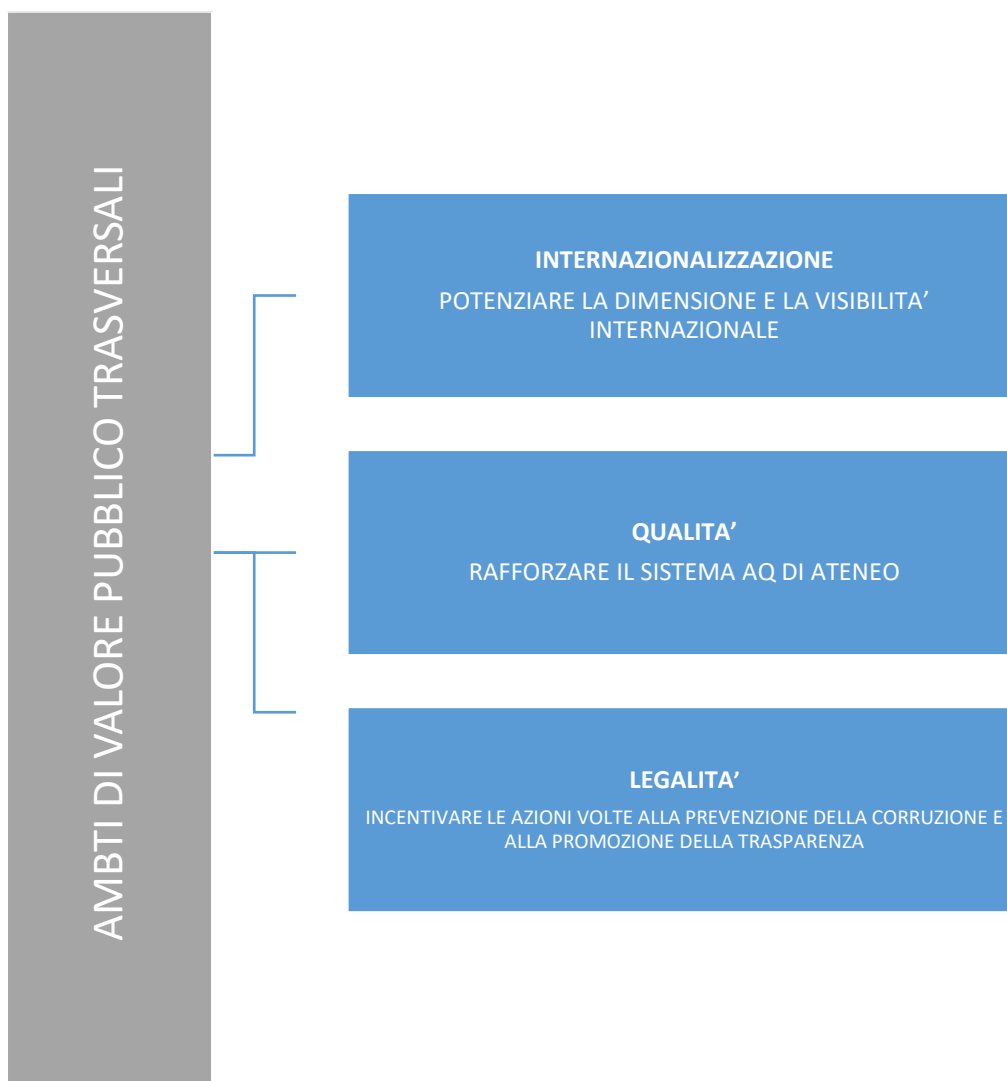 AMBTI DI VALORE PUBBLICO TRASVERSALI
INTERNAZIONALIZZAZIONE
POTENZIARE LA DIMENSIONE E LA VISIBILITA’
INTERNAZIONALE
QUALITA’
RAFFORZARE IL SISTEMA AQ DI ATENEO
LEGALITA’
INCENTIVARE LE AZIONI VOLTE ALLA PREVENZIONE DELLA CORRUZIONE E
ALLA PROMOZIONE DELLA TRASPARENZA